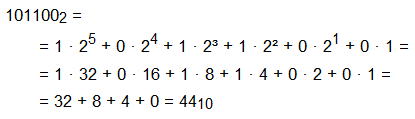 101100₂ =
= 1 · 2⁵ + 0 · 2⁴ + 1 · 2³ + 1 · 2² + 0 · 2¹ + 0 · 1 =
= 1 · 32 + 0 · 16 + 1 · 8 + 1 · 4 + 0 · 2 + 0 · 1 =
= 32 + 8 + 4 + 0 = 44₁₀